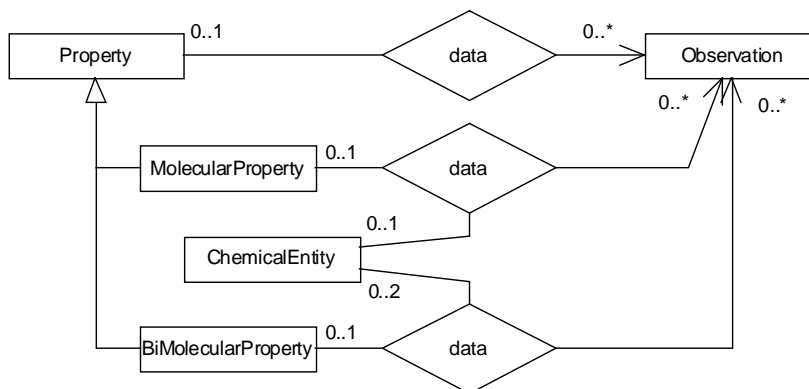 0..1
0..*
Property
data
Observation
0..*
0..*
0..1
MolecularProperty
data
0..1
ChemicalEntity
0..2
0..1
BiMolecularProperty
data